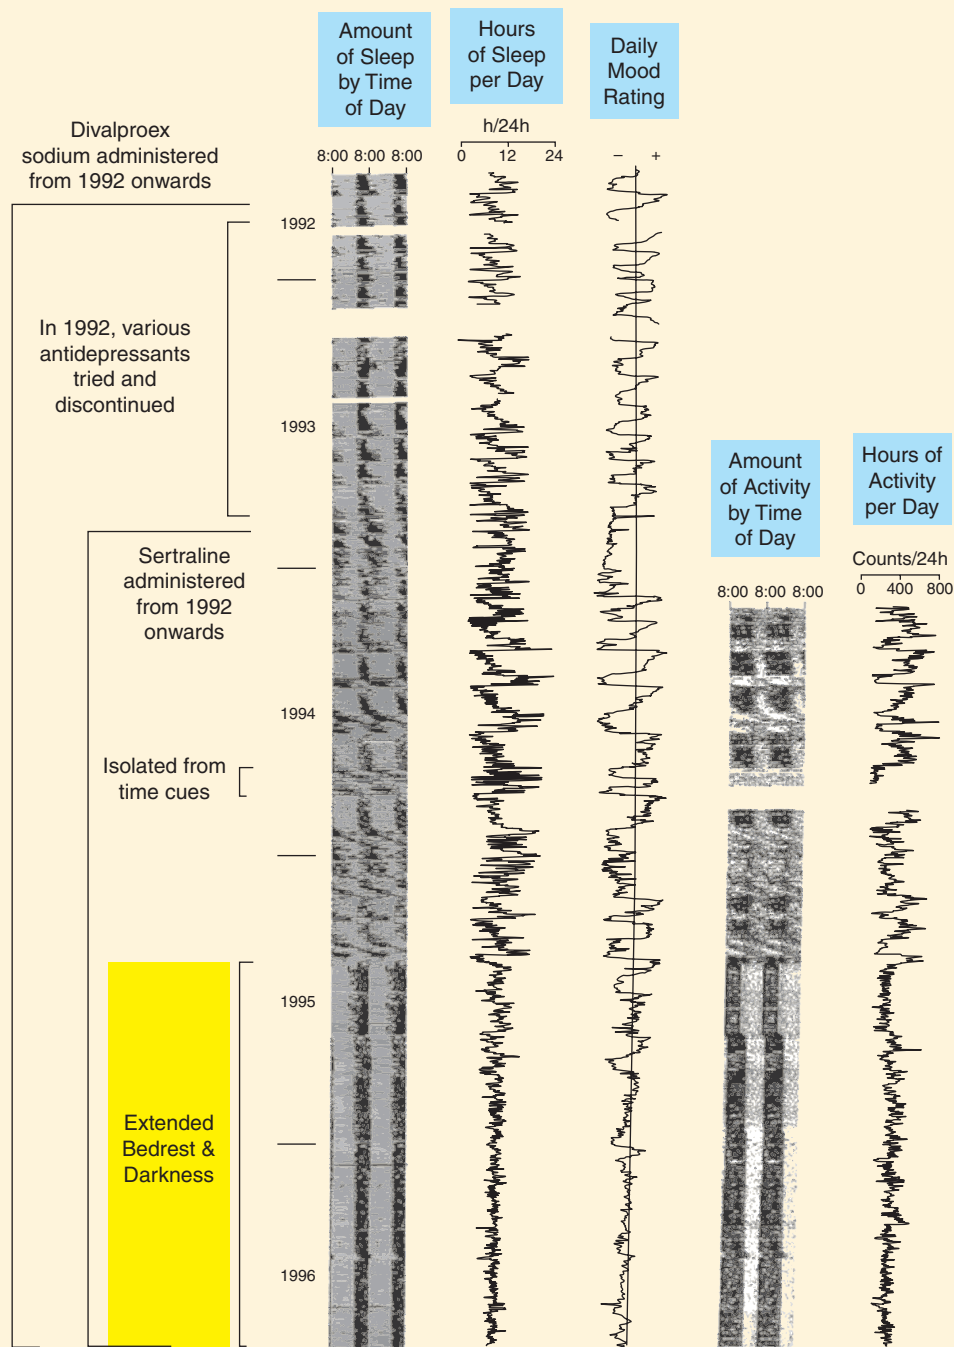 Amount
of Sleep
by Time
of Day
Hours
of Sleep
per Day
Daily
Mood
Rating
h/24h
0 12 24
8:00 8:00 8:00
– +
Divalproex
sodium administered
from 1992 onwards
1992
In 1992, various
antidepressants
tried and
discontinued
1993
Amount
of Activity
by Time
of Day
Hours of
Activity
per Day
Counts/24h
0 400 800
8:00 8:00 8:00
Sertraline
administered
from 1992
onwards
1994
Isolated from
time cues
1995
Extended
Bedrest &
Darkness
1996